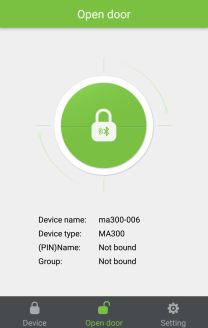 Open door
Device name: ma300-006
Device type: MA300
(PIN)Name: Not bound
Group: Not bound
Device Open door Setting